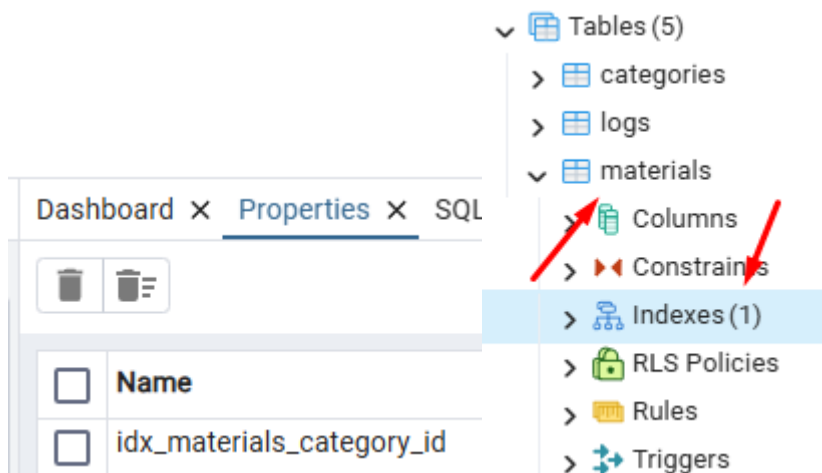 Dashboard Properties SQL
Name
idx_materials_category_id
Tables (5)
categories
logs
materials
Columns
Constraints
Indexes (1)
RLS Policies
Rules
Triggers